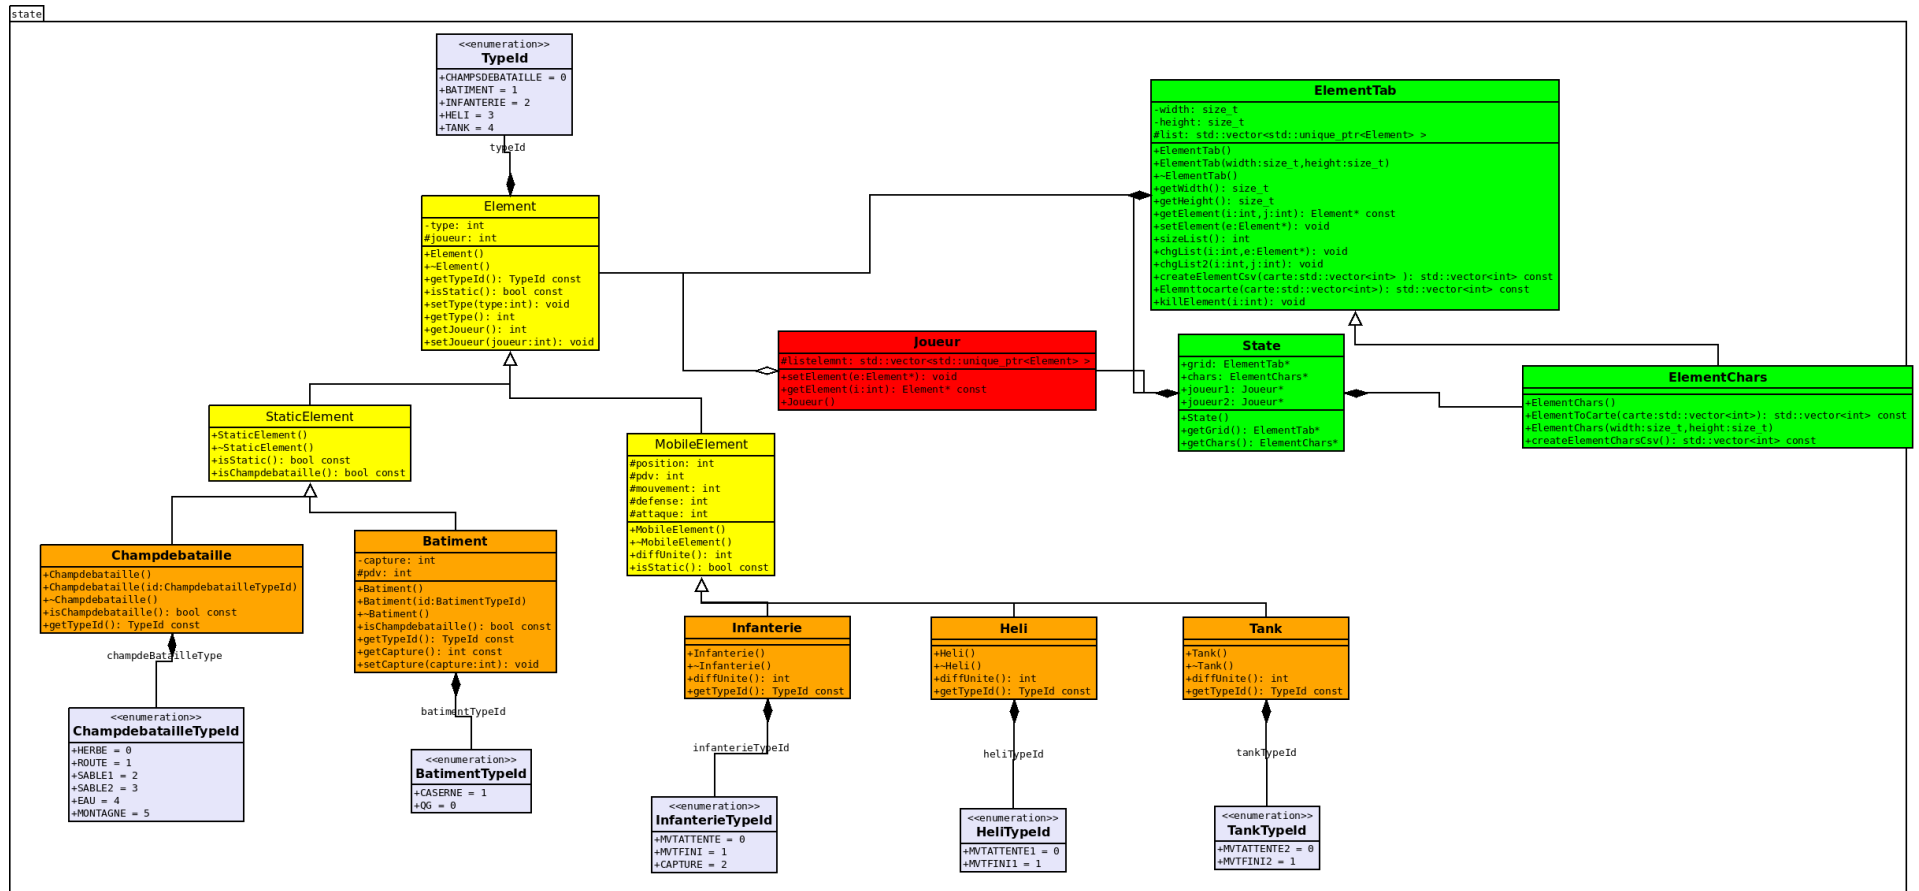 state
<<enumeration>>
TypeId
+CHAMPSDEBATAILLE = 0
+BATIMENT = 1
+INFANTERIE = 2
+HELI = 3
+TANK = 4
typeId
Element
-type: int
#joueur: int
+Element()
+~Element()
+getTypeId(): TypeId const
+isStatic(): bool const
+setType(type:int): void
+getType(): int
+getJoueur(): int
+setJoueur(joueur:int): void
ElementTab
-width: size_t
-height: size_t
#list: std::vector<std::unique_ptr<Element> >
+ElementTab()
+ElementTab(width:size_t,height:size_t)
+~ElementTab()
+getWidth(): size_t
+getHeight(): size_t
+getElement(i:int,j:int): Element* const
+setElement(e:Element*): void
+sizeList(): int
+chgList(i:int,e:Element*): void
+chgList2(i:int,j:int): void
+createElementCsv(carte:std::vector<int> ): std::vector<int> const
+Elemnttocarte(carte:std::vector<int>): std::vector<int> const
+killElement(i:int): void
Joueur
#listelemnt: std::vector<std::unique_ptr<Element> >
+setElement(e:Element*): void
+getElement(i:int): Element* const
+Joueur()
State
+grid: ElementTab*
+chars: ElementChars*
+joueur1: Joueur*
+joueur2: Joueur*
+State()
+getGrid(): ElementTab*
+getChars(): ElementChars*
ElementChars
+ElementChars()
+ElementToCarte(carte:std::vector<int>): std::vector<int> const
+ElementChars(width:size_t,height:size_t)
+createElementCharsCsv(): std::vector<int> const
StaticElement
+StaticElement()
+~StaticElement()
+isStatic(): bool const
+isChampdebataille(): bool const
MobileElement
#position: int
#pdv: int
#mouvement: int
#defense: int
#attaque: int
+MobileElement()
+~MobileElement()
+diffUnite(): int
+isStatic(): bool const
Champdebataille
+Champdebataille()
+Champdebataille(id:ChampdebatailleTypeId)
+~Champdebataille()
+isChampdebataille(): bool const
+getTypeId(): TypeId const
champdeBatailleType
Batiment
-capture: int
#pdv: int
+Batiment()
+Batiment(id:BatimentTypeId)
+~Batiment()
+isChampdebataille(): bool const
+getTypeId(): TypeId const
+getCapture(): int const
+setCapture(capture:int): void
batimentTypeId
Infanterie
+Infanterie()
+~Infanterie()
+diffUnite(): int
+getTypeId(): TypeId const
infanterieTypeId
Heli
+Heli()
+~Heli()
+diffUnite(): int
+getTypeId(): TypeId const
heliTypeId
Tank
+Tank()
+~Tank()
+diffUnite(): int
+getTypeId(): TypeId const
tankTypeId
<<enumeration>>
ChampdebatailleTypeId
+HERBE = 0
+ROUTE = 1
+SABLE1 = 2
+SABLE2 = 3
+EAU = 4
+MONTAGNE = 5
<<enumeration>>
BatimentTypeId
+CASERNE = 1
+QG = 0
<<enumeration>>
InfanterieTypeId
+MVTATTENTE = 0
+MVTFINI = 1
+CAPTURE = 2
<<enumeration>>
HeliTypeId
+MVTATTENTE1 = 0
+MVTFINI1 = 1
<<enumeration>>
TankTypeId
+MVTATTENTE2 = 0
+MVTFINI2 = 1